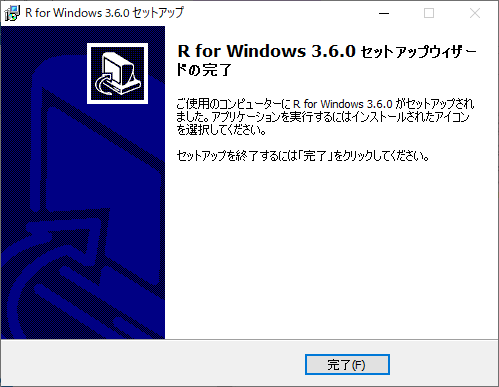 R for Windows 3.6.0 セットアップ
R for Windows 3.6.0 セットアップウィザー
ドの完了
ご使用のコンピューターに R for Windows 3.6.0 がセットアップされ
ました。アプリケーションを実行するにはインストールされたアイコン
を選択してください。
セットアップを終了するには「完了」をクリックしてください。
完了(F)